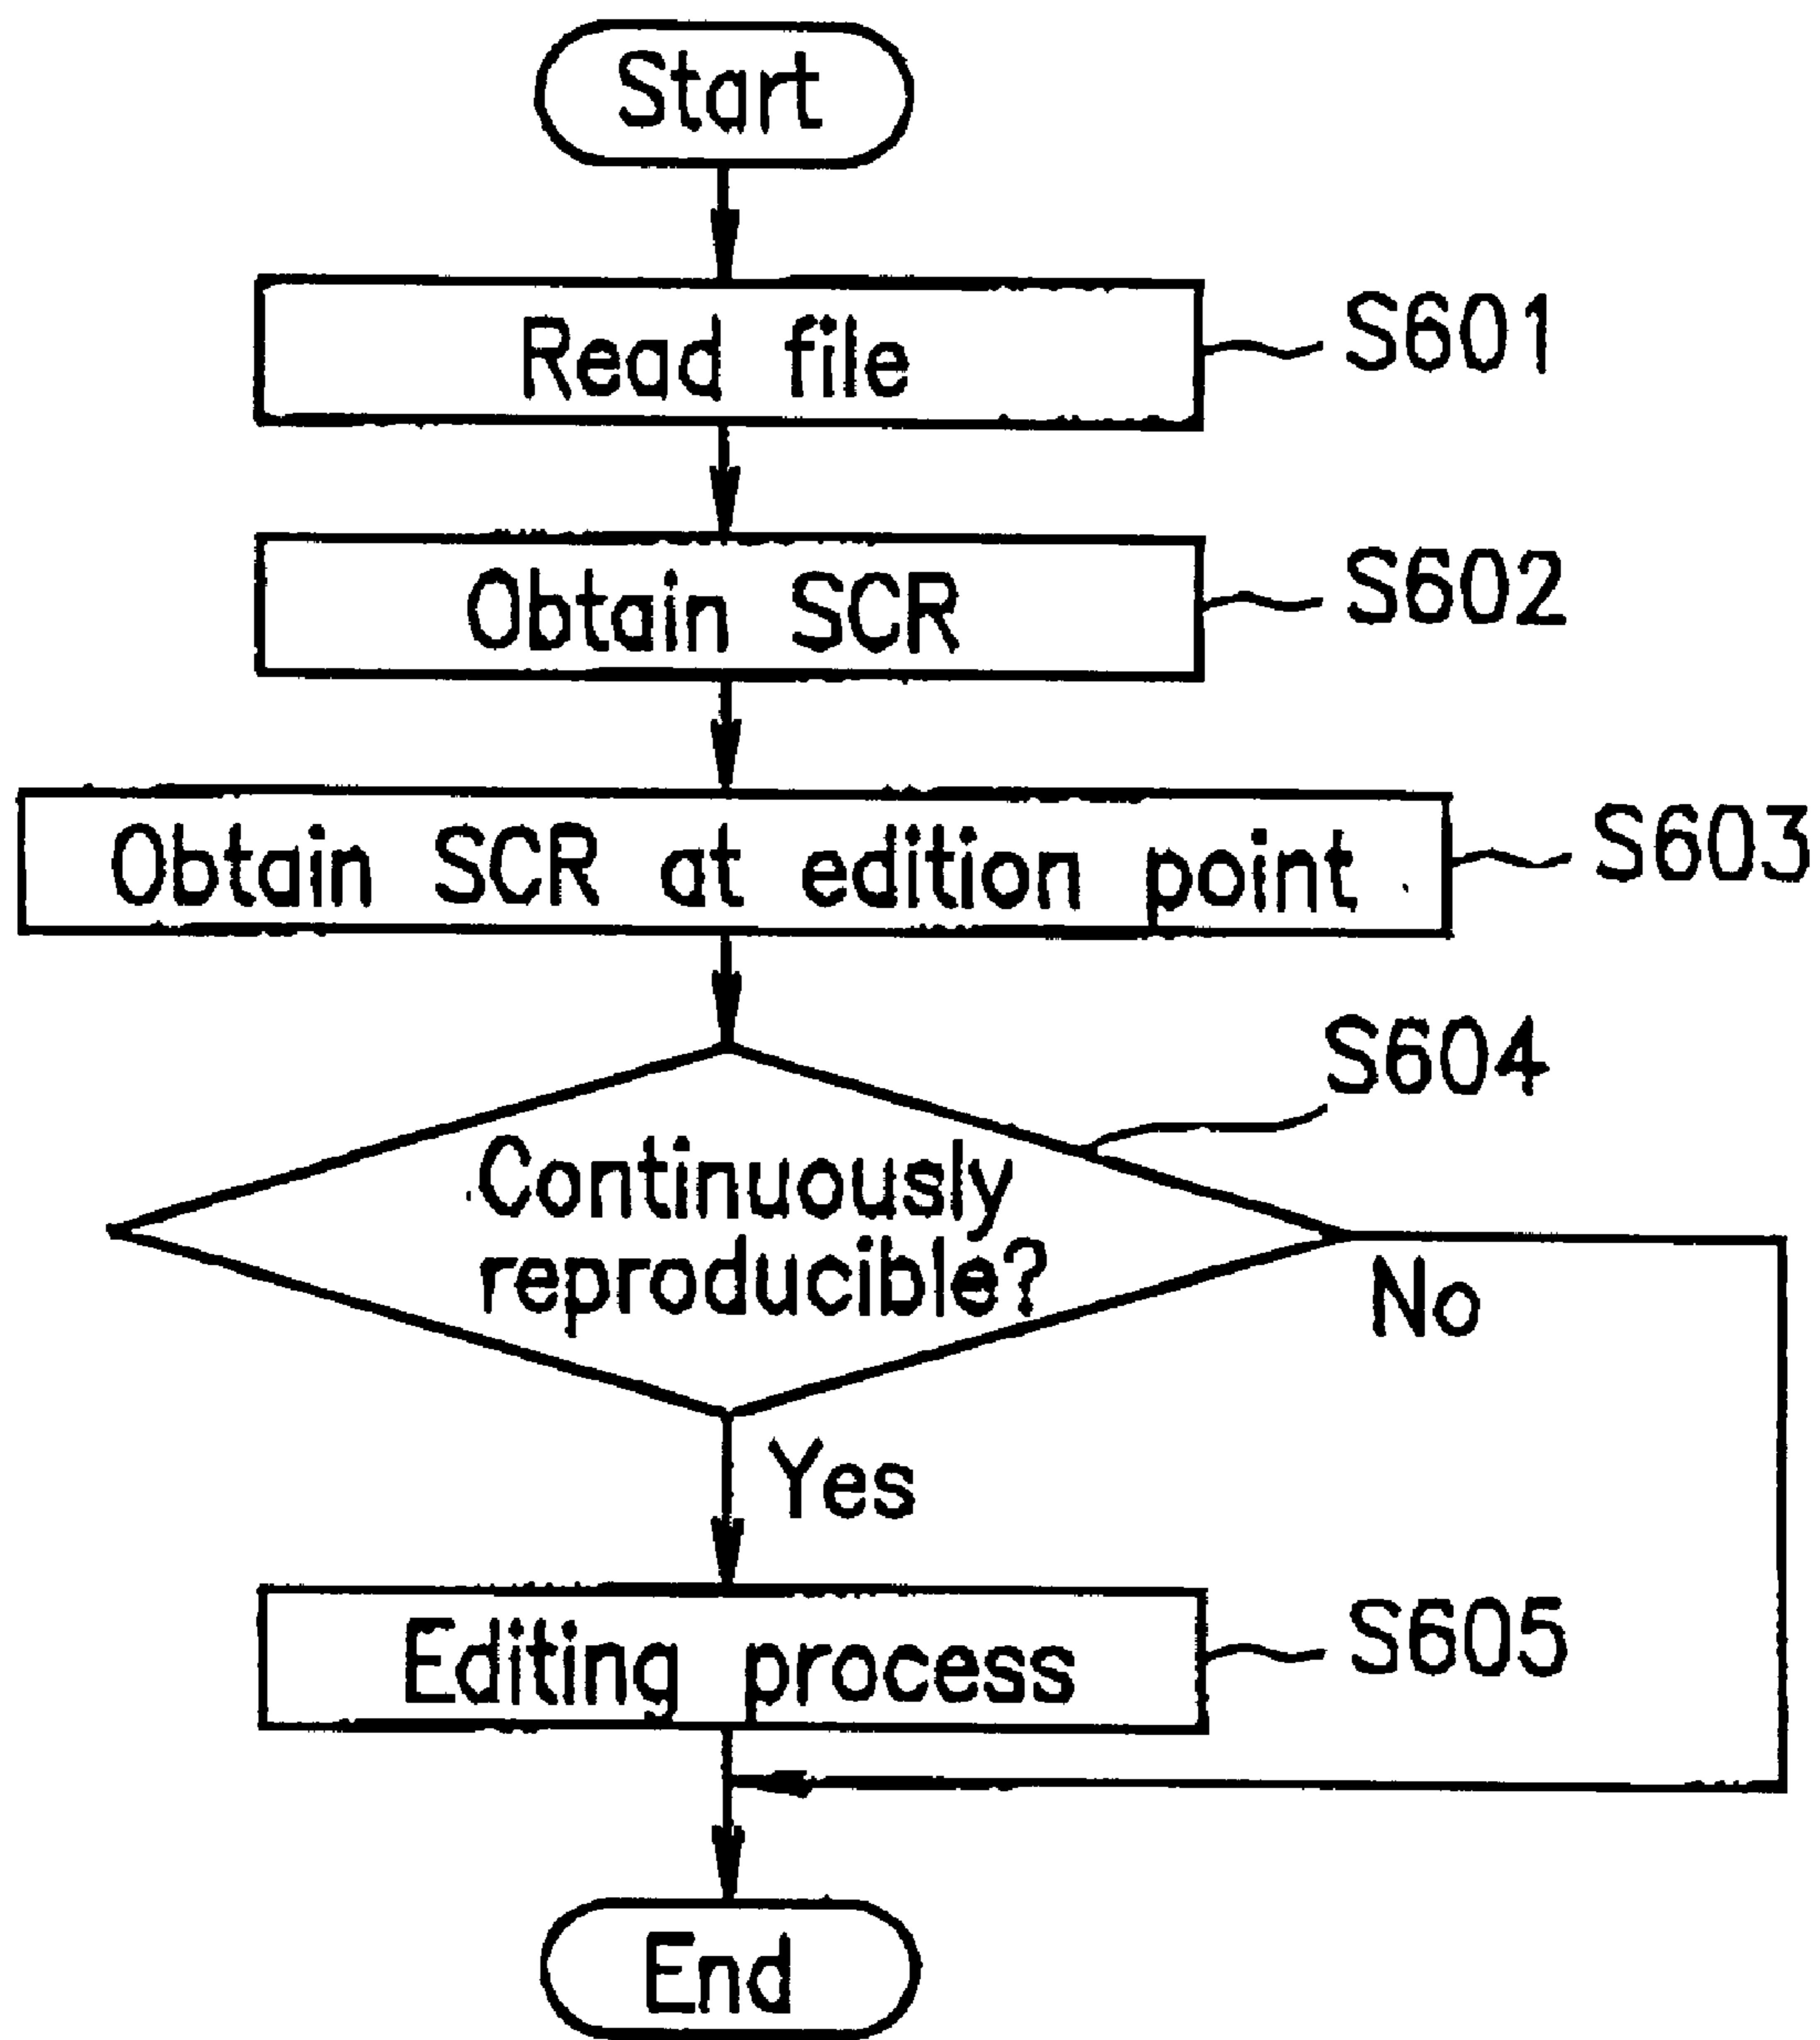 Start
Read file
S601
Obtain SCR
S602
Obtain SCR at edition point
S603
S604
Continuously
reproducible?
No
Yes
Editing process
S605
End